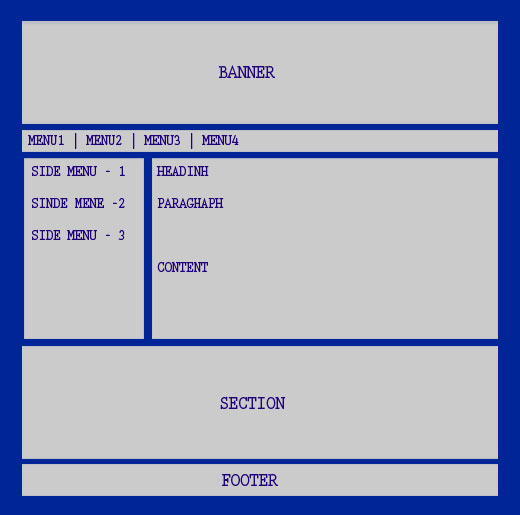 BANNER
MENU1 | MENU2 | MENU3 | MENU4
SIDE MENU - 1
SINDE MENE -2
SIDE MENU - 3
HEADINH
PARAGHAPH
CONTENT
SECTION
FOOTER